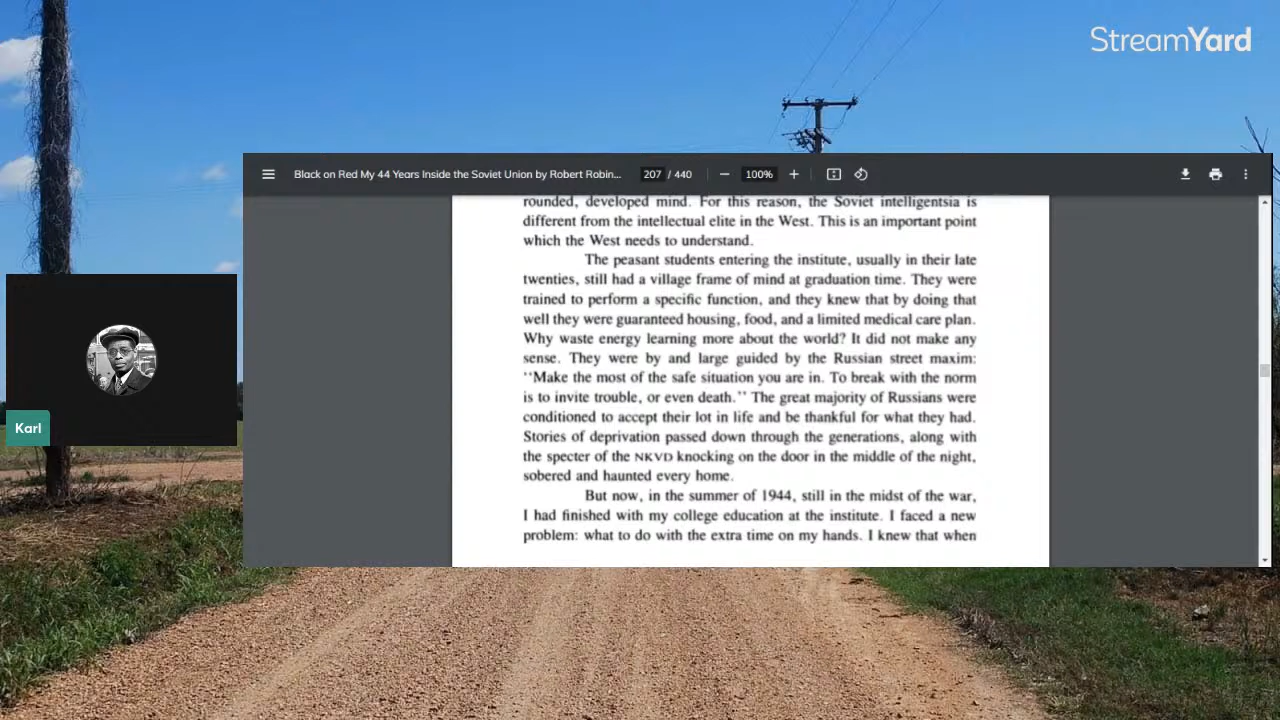 StreamYard
Black on Red My 44 Years Inside the Soviet Union by Robert Robin...
207 / 440
100%
rounded, developed mind. For this reason, the Soviet intelligentsia is
different from the intellectual elite in the West. This is an important point
which the West needs to understand.
The peasant students entering the institute, usually in their late
twenties, still had a village frame of mind at graduation time. They were
trained to perform a specific function, and they knew that by doing that
well they were guaranteed housing, food, and a limited medical care plan.
Why waste energy learning more about the world? It did not make any
sense. They were by and large guided by the Russian street maxim:
"Make the most of the safe situation you are in. To break with the norm
is to invite trouble, or even death." The great majority of Russians were
conditioned to accept their lot in life and be thankful for what they had.
Stories of deprivation passed down through the generations, along with
the specter of the NKVD knocking on the door in the middle of the night,
sobered and haunted every home.
But now, in the summer of 1944, still in the midst of the war,
I had finished with my college education at the institute. I faced a new
problem: what to do with the extra time on my hands. I knew that when
Karl